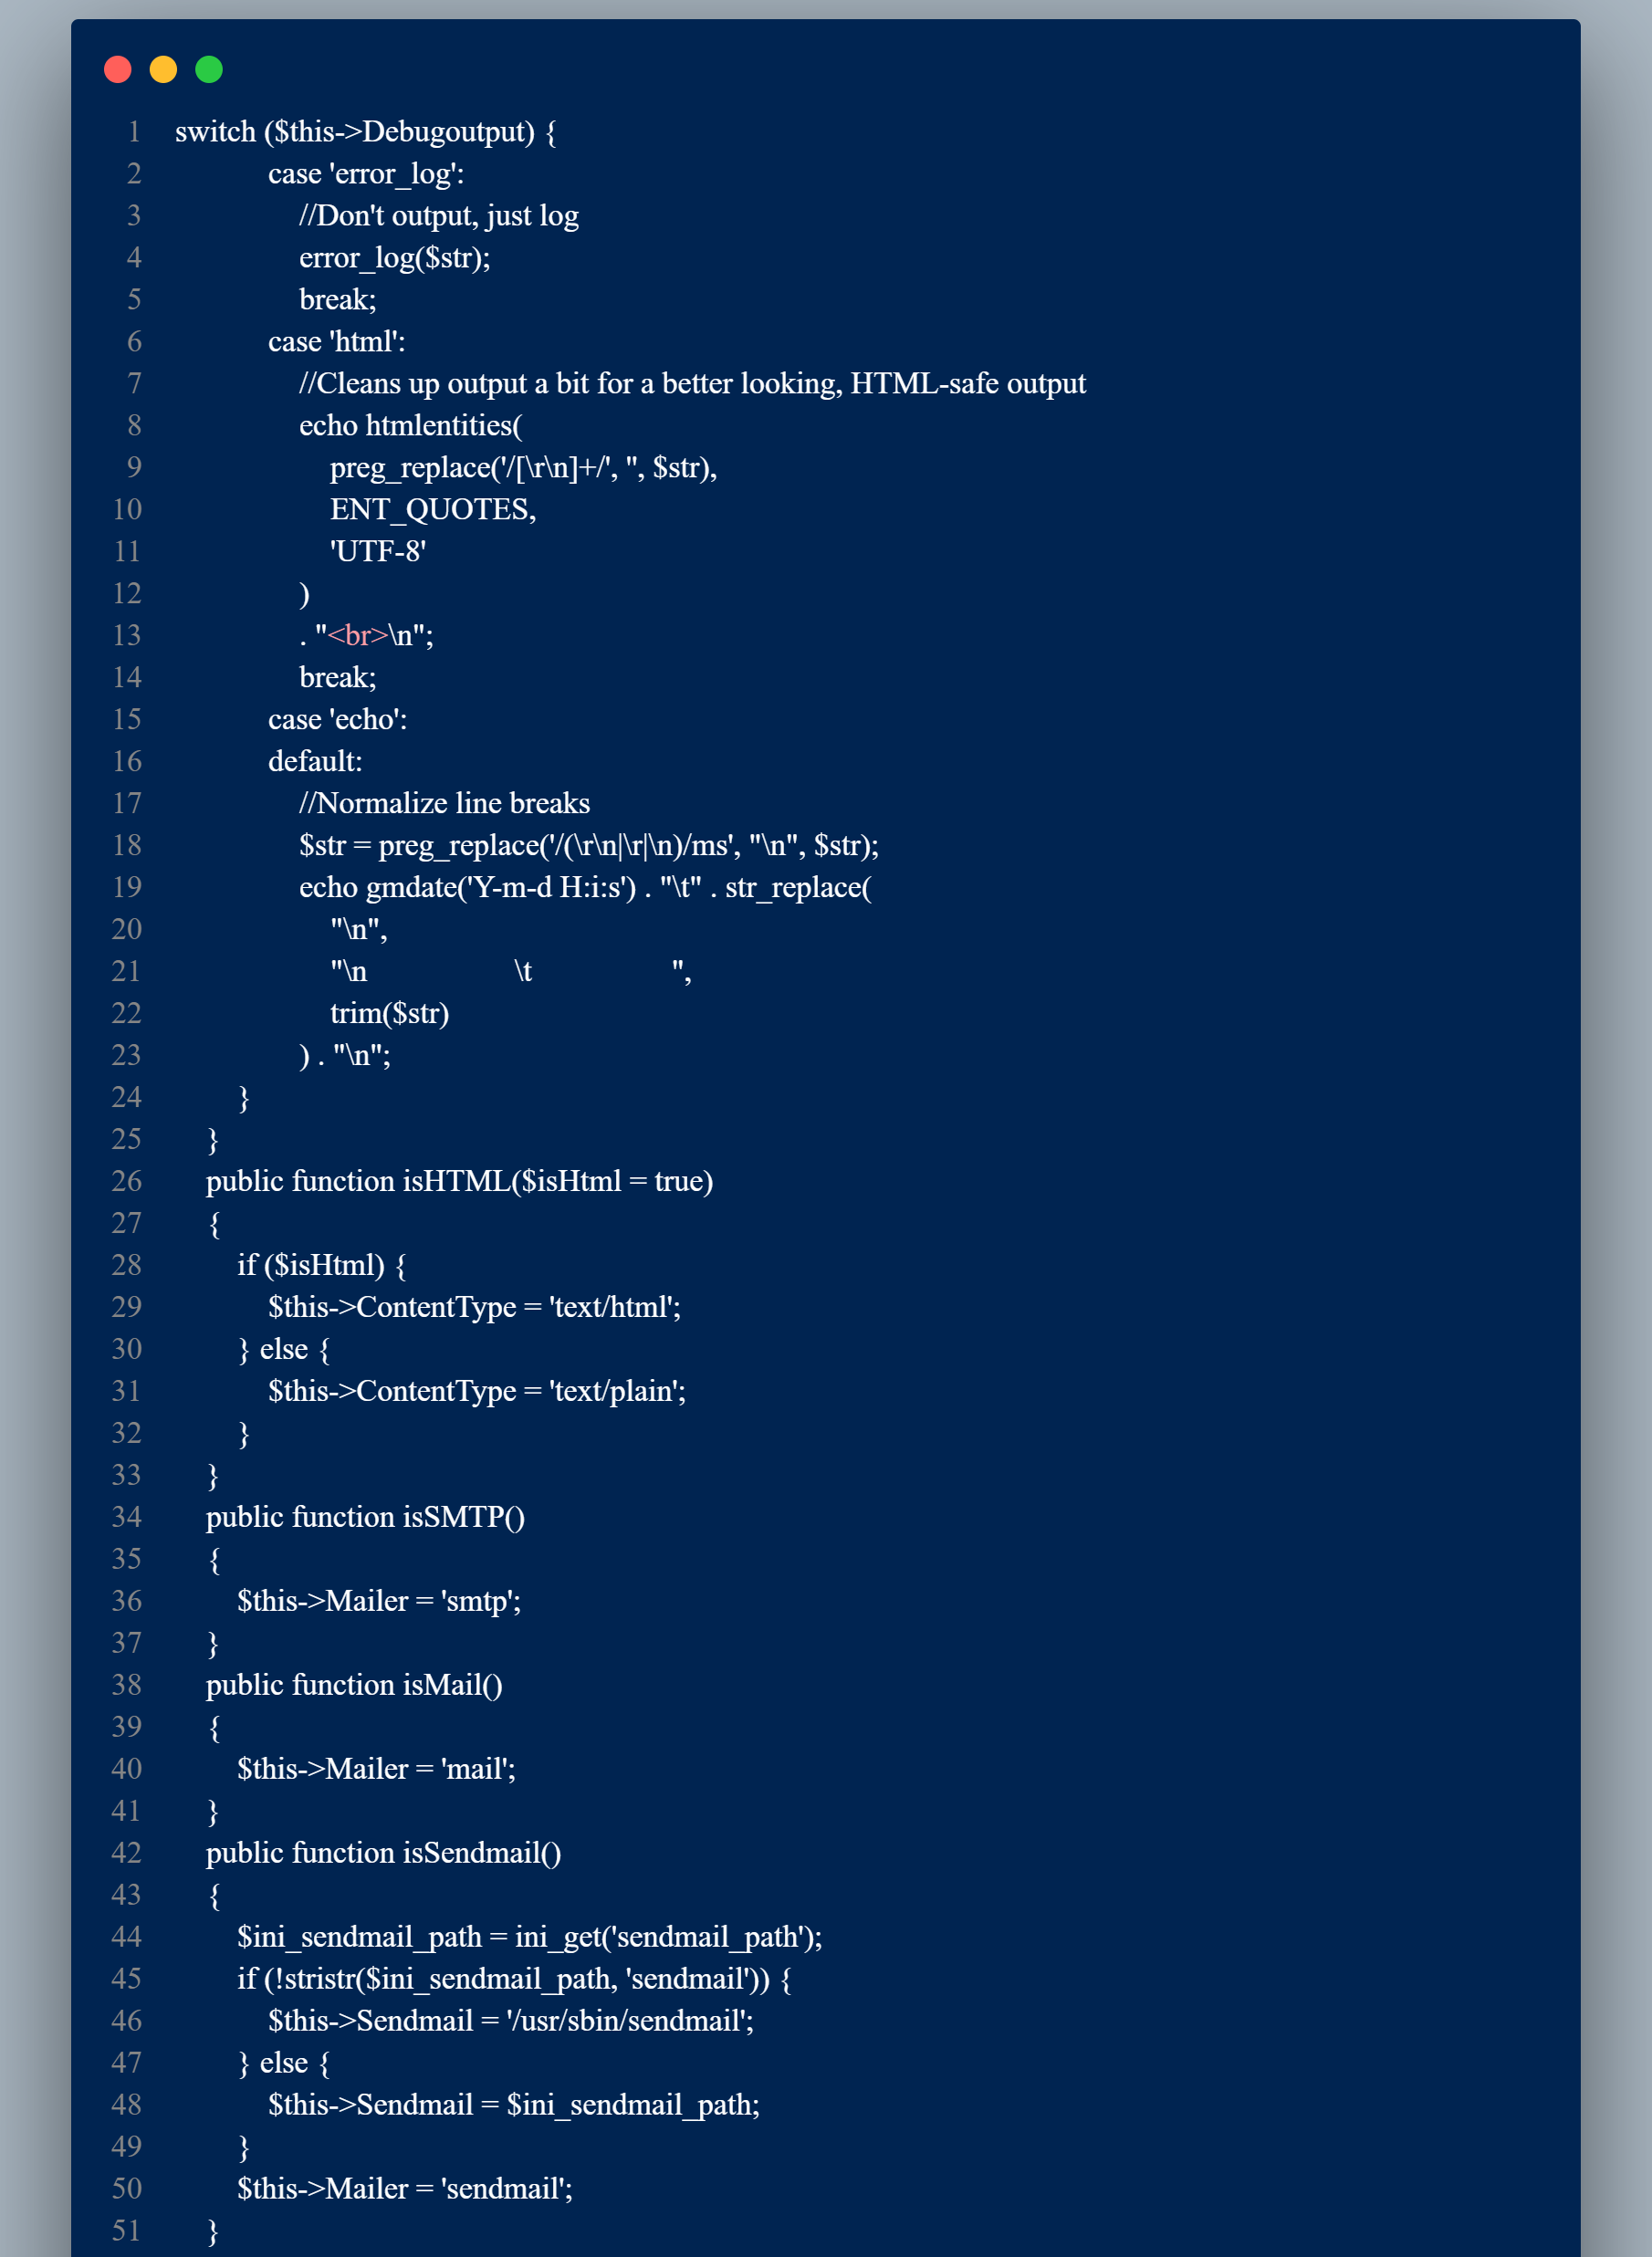 1 switch ($this->Debugoutput) {
2 case 'error_log':
3 //Don't output, just log
4 error_log($str);
5 break;
6 case 'html':
7 //Cleans up output a bit for a better looking, HTML-safe output
8 echo htmlentities(
9 preg_replace('/[\r\n]+/', '', $str),
10 ENT_QUOTES,
11 'UTF-8'
12 )
13 . "<br>\n";
14 break;
15 case 'echo':
16 default:
17 //Normalize line breaks
18 $str = preg_replace('/(\r\n|\r|\n)/ms', "\n", $str);
19 echo gmdate('Y-m-d H:i:s') . "\t" . str_replace(
20 "\n",
21 "\n                   \t                  ",
22 trim($str)
23 ) . "\n";
24 }
25 }
26 public function isHTML($isHtml = true)
27 {
28 if ($isHtml) {
29 $this->ContentType = 'text/html';
30 } else {
31 $this->ContentType = 'text/plain';
32 }
33 }
34 public function isSMTP()
35 {
36 $this->Mailer = 'smtp';
37 }
38 public function isMail()
39 {
40 $this->Mailer = 'mail';
41 }
42 public function isSendmail()
43 {
44 $ini_sendmail_path = ini_get('sendmail_path');
45 if (!stristr($ini_sendmail_path, 'sendmail')) {
46 $this->Sendmail = '/usr/sbin/sendmail';
47 } else {
48 $this->Sendmail = $ini_sendmail_path;
49 }
50 $this->Mailer = 'sendmail';
51 }